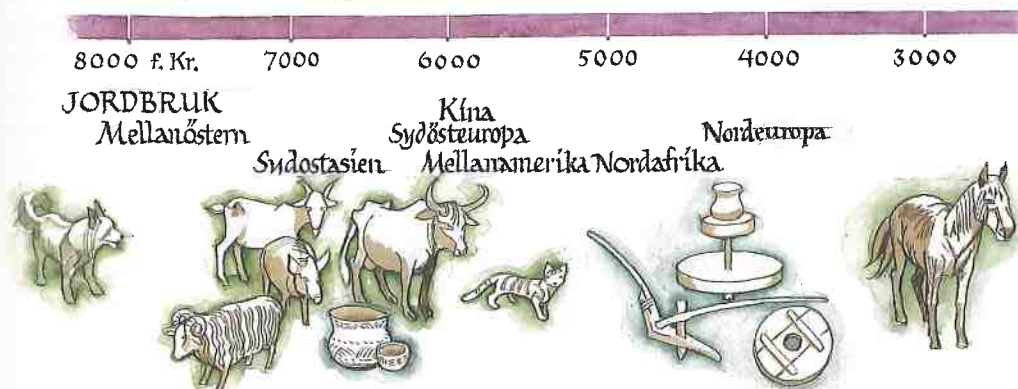 8000 f. Kr. 7000 6000 5000 4000 3000
JORDBRUK
Mellanöstern
Kina
Sydösteuropa
Nordeuropa
Sydostasien Mellanamerika Nordafrika